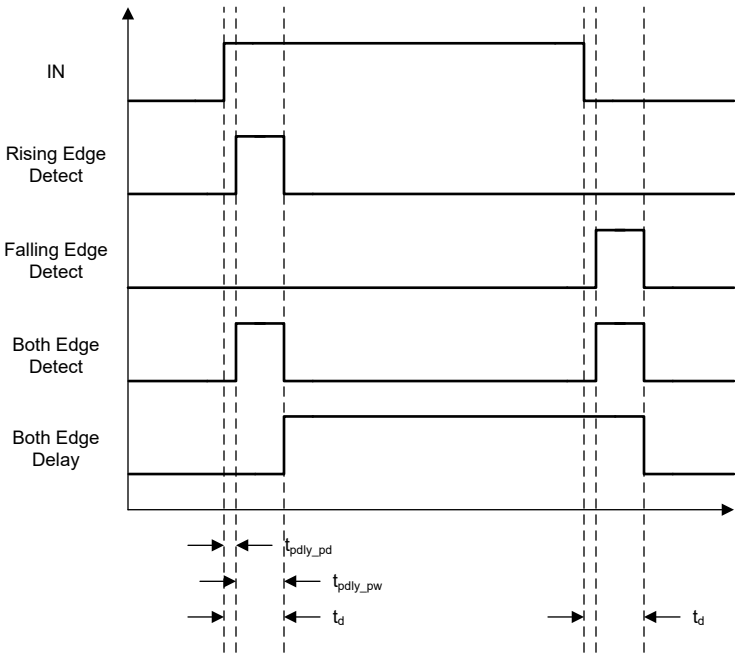 IN
Rising Edge
Detect
Falling Edge
Detect
Both Edge
Detect
Both Edge
Delay
tpdly_pd
tpdly_pw
td
td